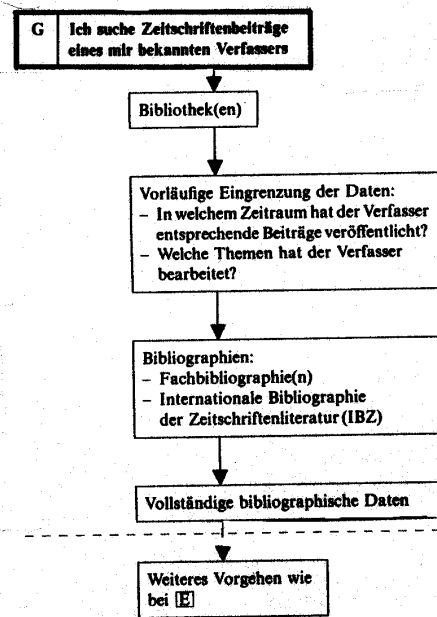 G Ich suche Zeitschriftenbeiträge
eines mir bekannten Verfassers
Bibliothek(en)
Vorläufige Eingrenzung der Daten:
– In welchem Zeitraum hat der Verfasser
entsprechende Beiträge veröffentlicht?
– Welche Themen hat der Verfasser
bearbeitet?
Bibliographien:
– Fachbibliographie(n)
– Internationale Bibliographie
der Zeitschriftenliteratur (IBZ)
Vollständige bibliographische Daten
Weiteres Vorgehen wie
bei E